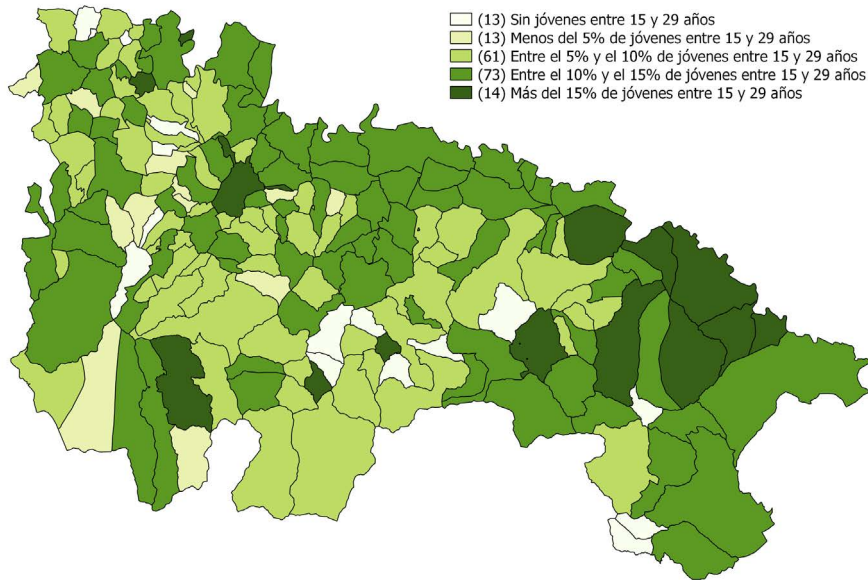 (13) Sin jóvenes entre 15 y 29 años
(13) Menos del 5% de jóvenes entre 15 y 29 años
(61) Entre el 5% y el 10% de jóvenes entre 15 y 29 años
(73) Entre el 10% y el 15% de jóvenes entre 15 y 29 años
(14) Más del 15% de jóvenes entre 15 y 29 años